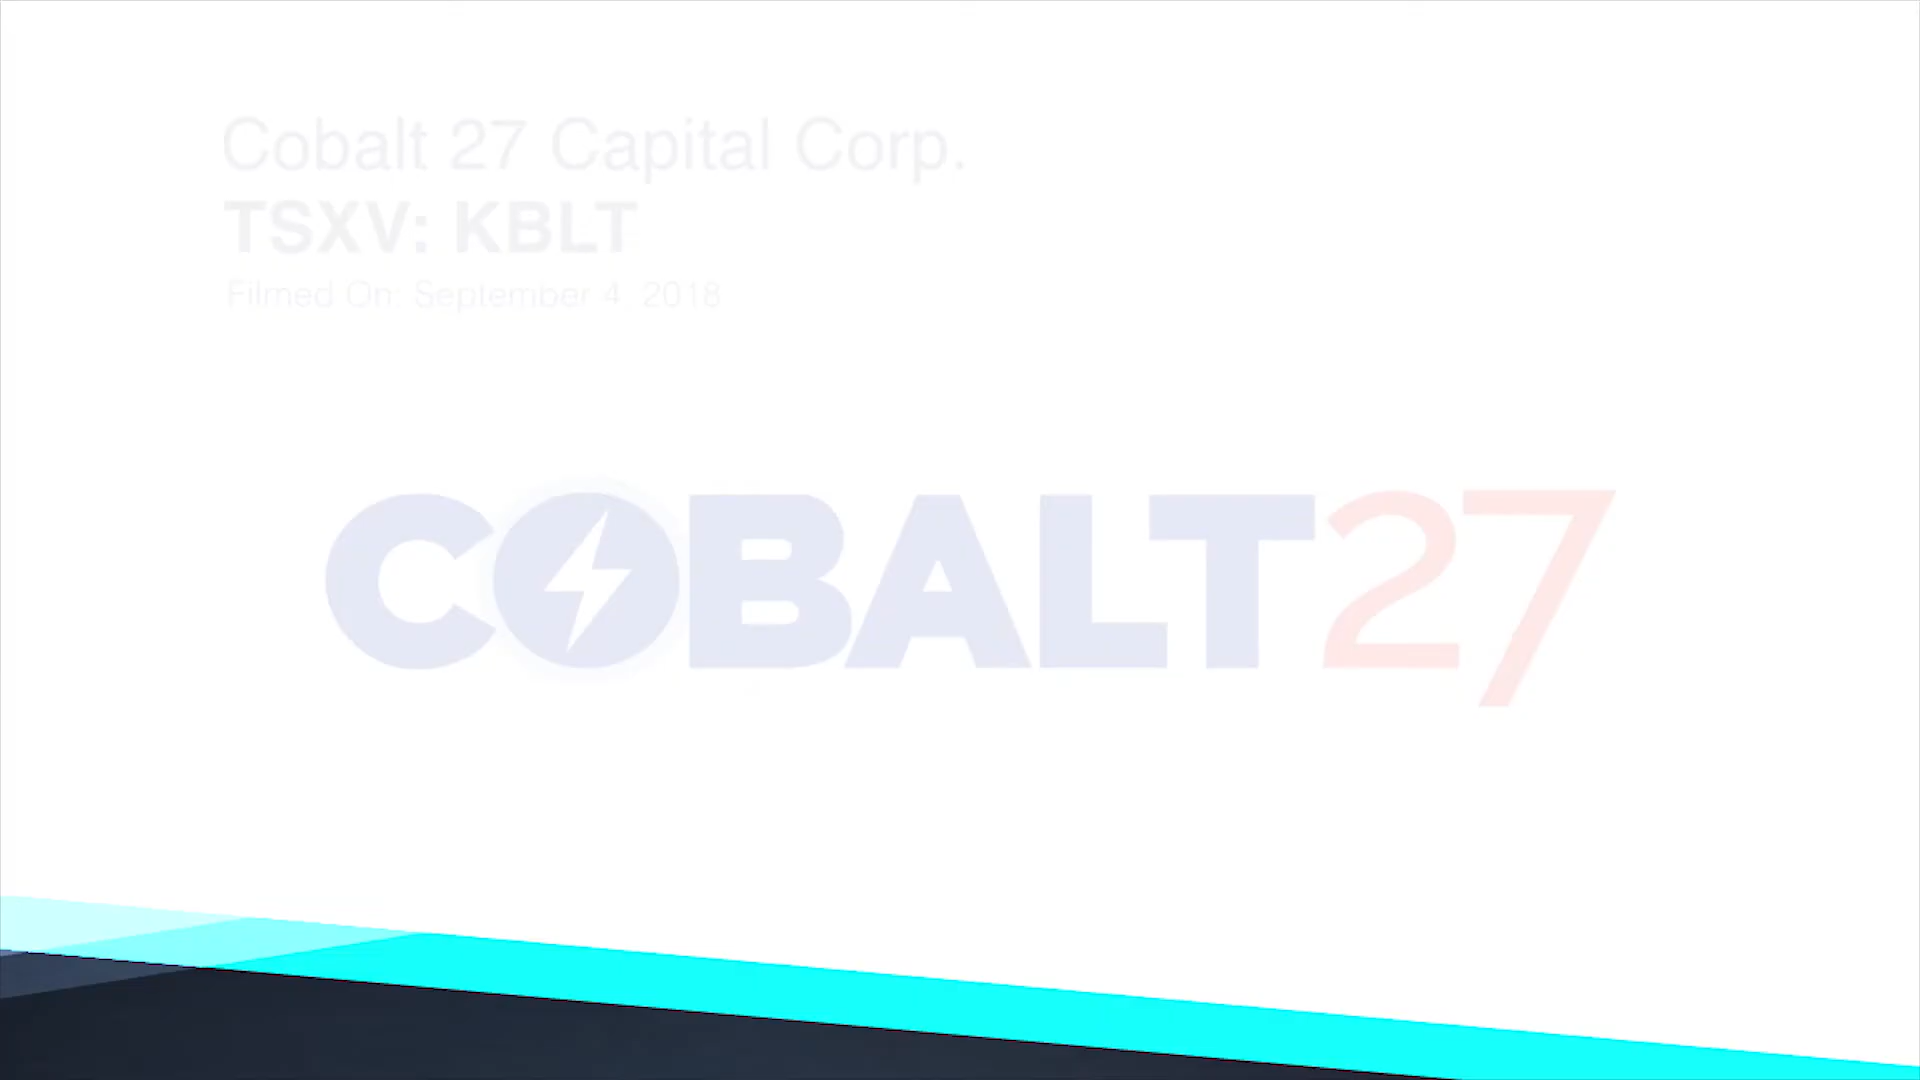 Cobalt 27 Capital Corp.
TSXV: KBLT
Filmed On: September 4, 2018
COBALT27